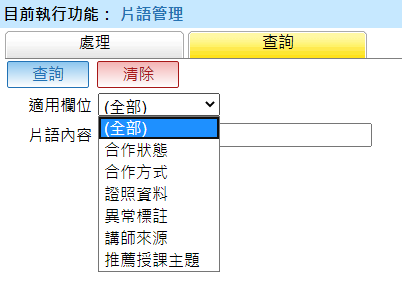 目前執行功能： 片語管理
處理 查詢
查詢 清除
適用欄位 (全部)
片語內容
(全部)
合作狀態
合作方式
證照資料
異常標註
講師來源
推薦授課主題